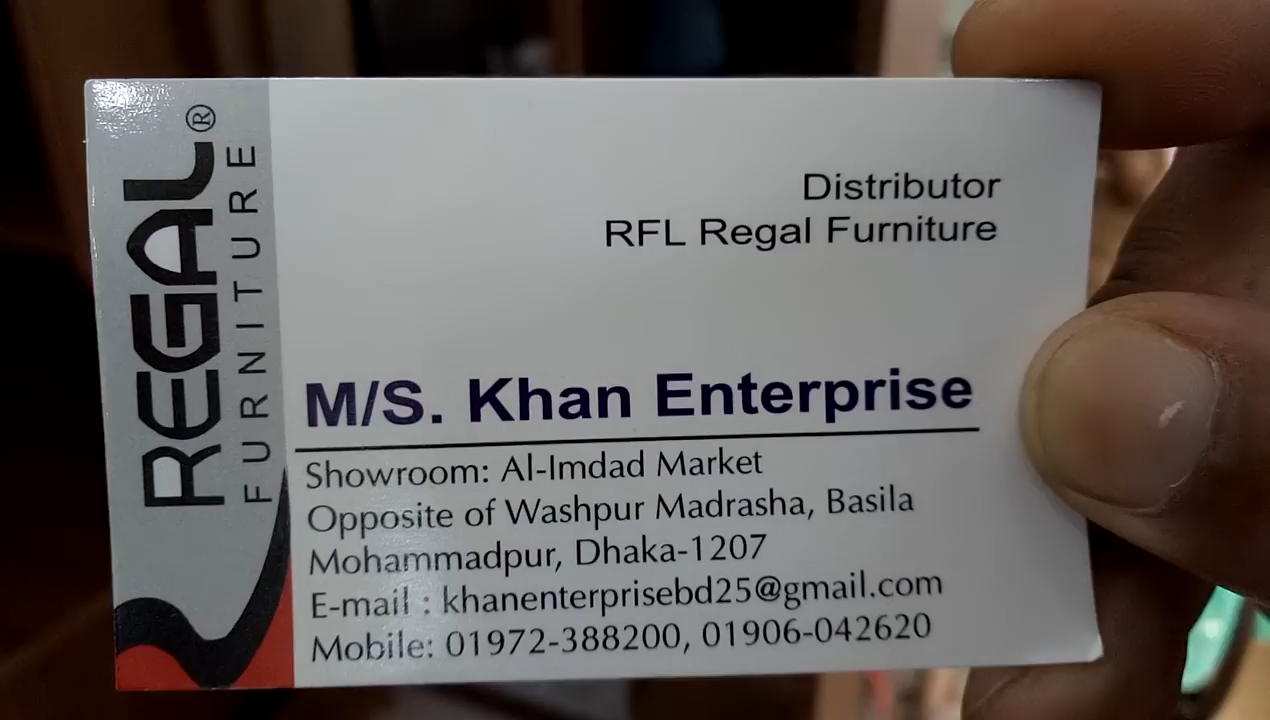 REGAL®
FURNITURE
Distributor
RFL Regal Furniture
M/S. Khan Enterprise
Showroom: Al-Imdad Market
Opposite of Washpur Madrasha, Basila
Mohammadpur, Dhaka-1207
E-mail : khanenterprisebd25@gmail.com
Mobile: 01972-388200, 01906-042620